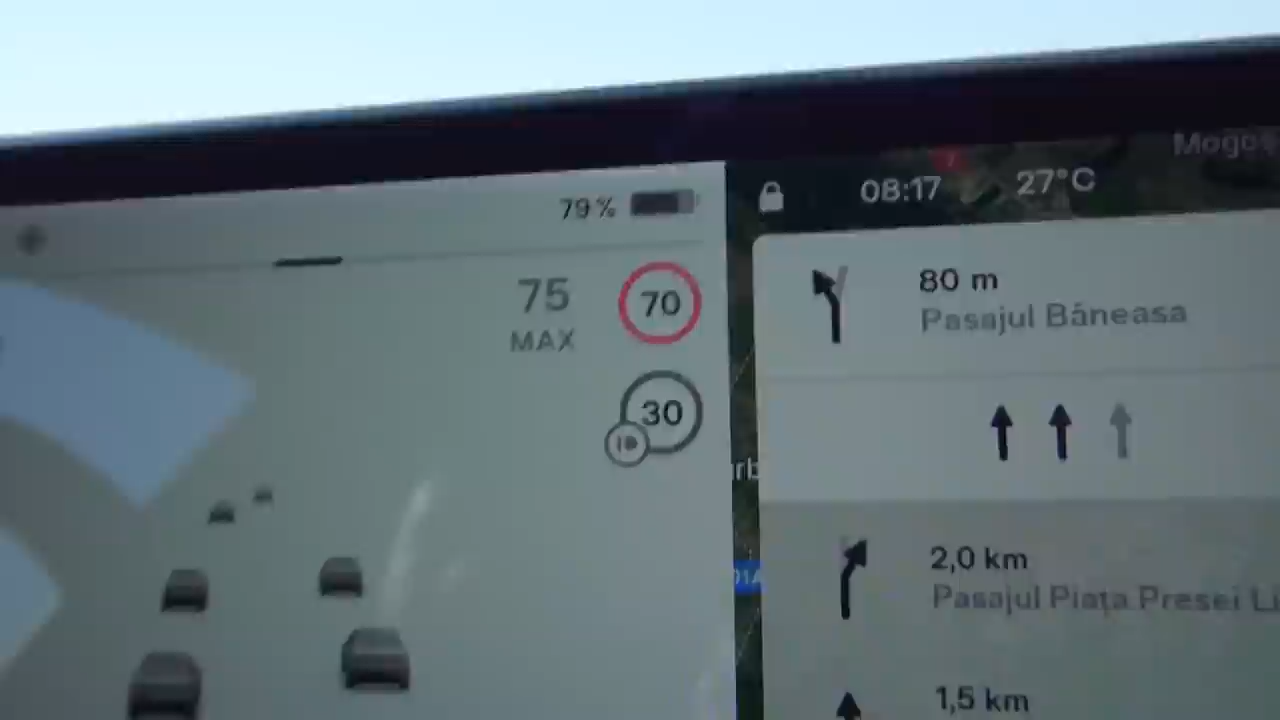 79%
75
MAX
70
30
08:17
27°C
80 m
Pasajul Băneasa
2,0 km
Pasajul Piața Presei Li
1,5 km